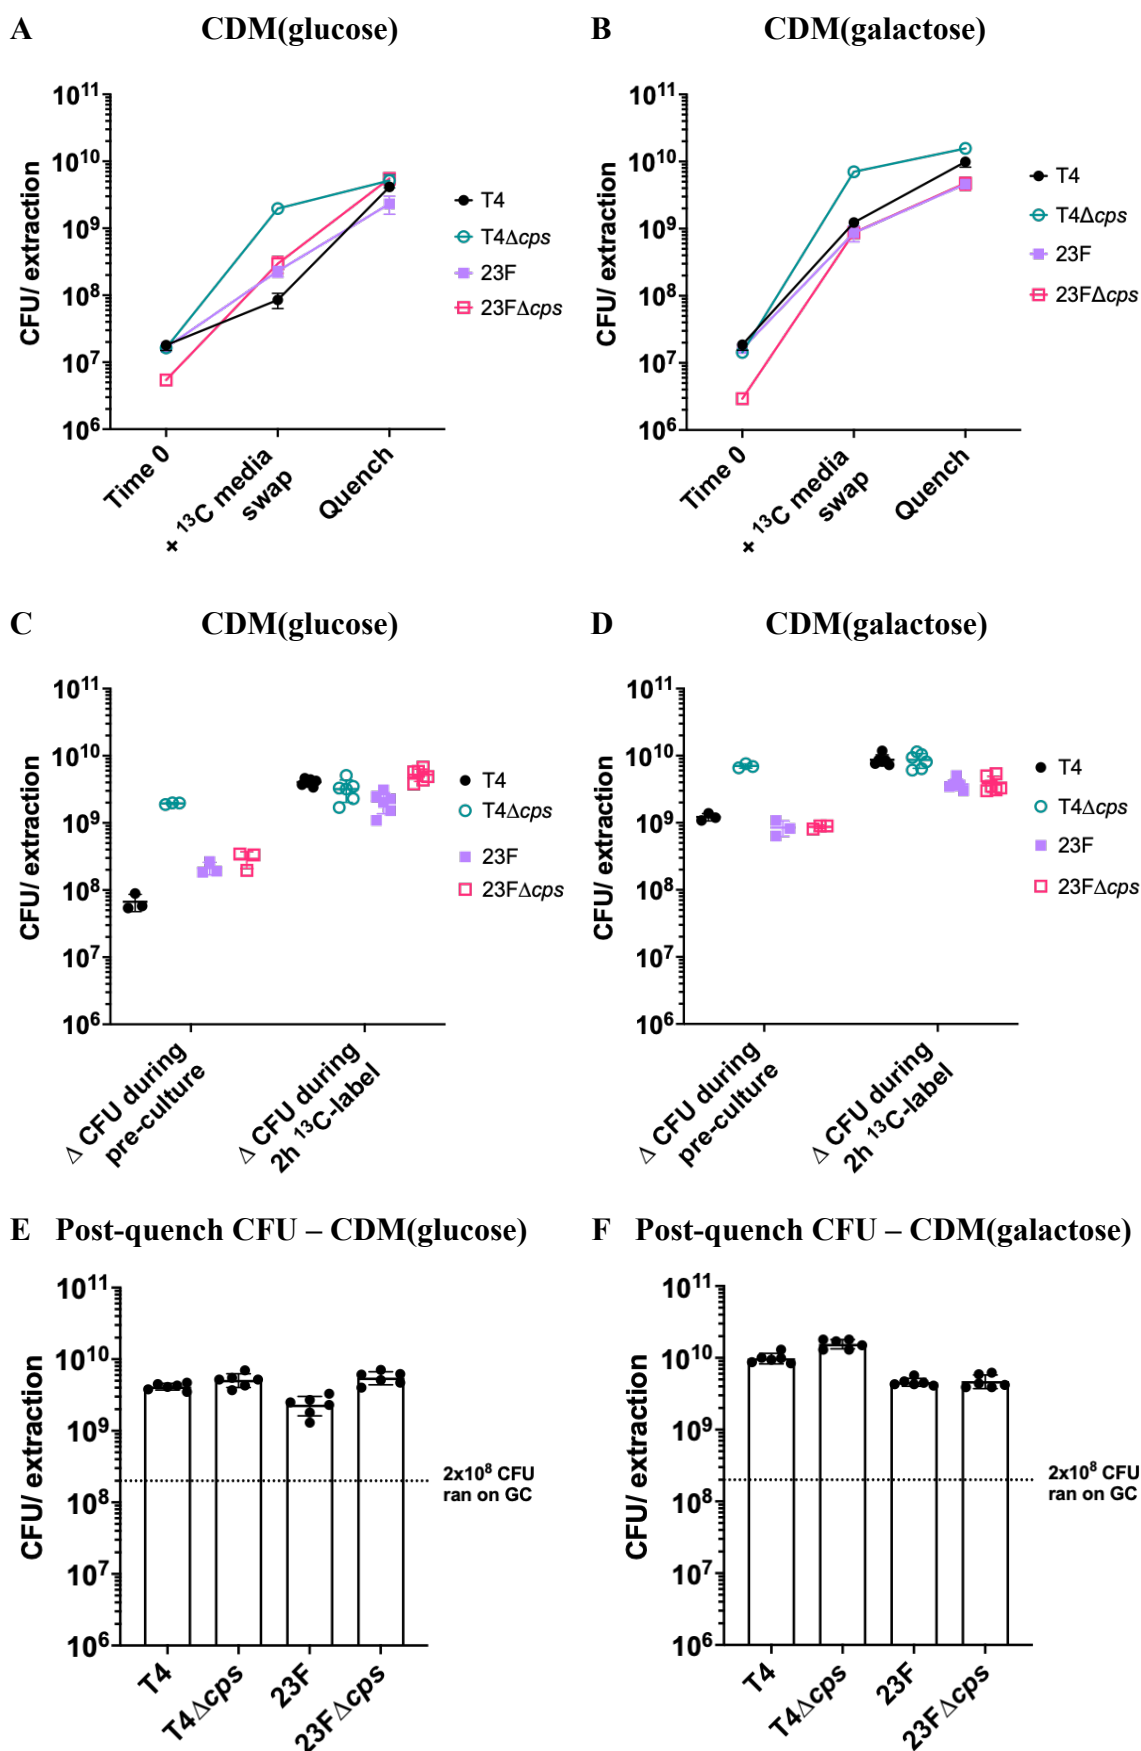 A CDM(glucose)
CFU/ extraction
10¹¹
10¹⁰
10⁹
10⁸
10⁷
10⁶
Time 0
+ ¹³C media
swap
Quench
T4
T4Δcps
23F
23FΔcps
B CDM(galactose)
CFU/ extraction
10¹¹
10¹⁰
10⁹
10⁸
10⁷
10⁶
Time 0
+ ¹³C media
swap
Quench
T4
T4Δcps
23F
23FΔcps
C CDM(glucose)
CFU/ extraction
10¹¹
10¹⁰
10⁹
10⁸
10⁷
10⁶
Δ CFU during
pre-culture
Δ CFU during
2h ¹³C-label
T4
T4Δcps
23F
23FΔcps
D CDM(galactose)
CFU/ extraction
10¹¹
10¹⁰
10⁹
10⁸
10⁷
10⁶
Δ CFU during
pre-culture
Δ CFU during
2h ¹³C-label
T4
T4Δcps
23F
23FΔcps
E Post-quench CFU – CDM(glucose)
CFU/ extraction
10¹¹
10¹⁰
10⁹
10⁸
10⁷
10⁶
2x10⁸ CFU
ran on GC
T4
T4Δcps
23F
23FΔcps
F Post-quench CFU – CDM(galactose)
CFU/ extraction
10¹¹
10¹⁰
10⁹
10⁸
10⁷
10⁶
2x10⁸ CFU
ran on GC
T4
T4Δcps
23F
23FΔcps